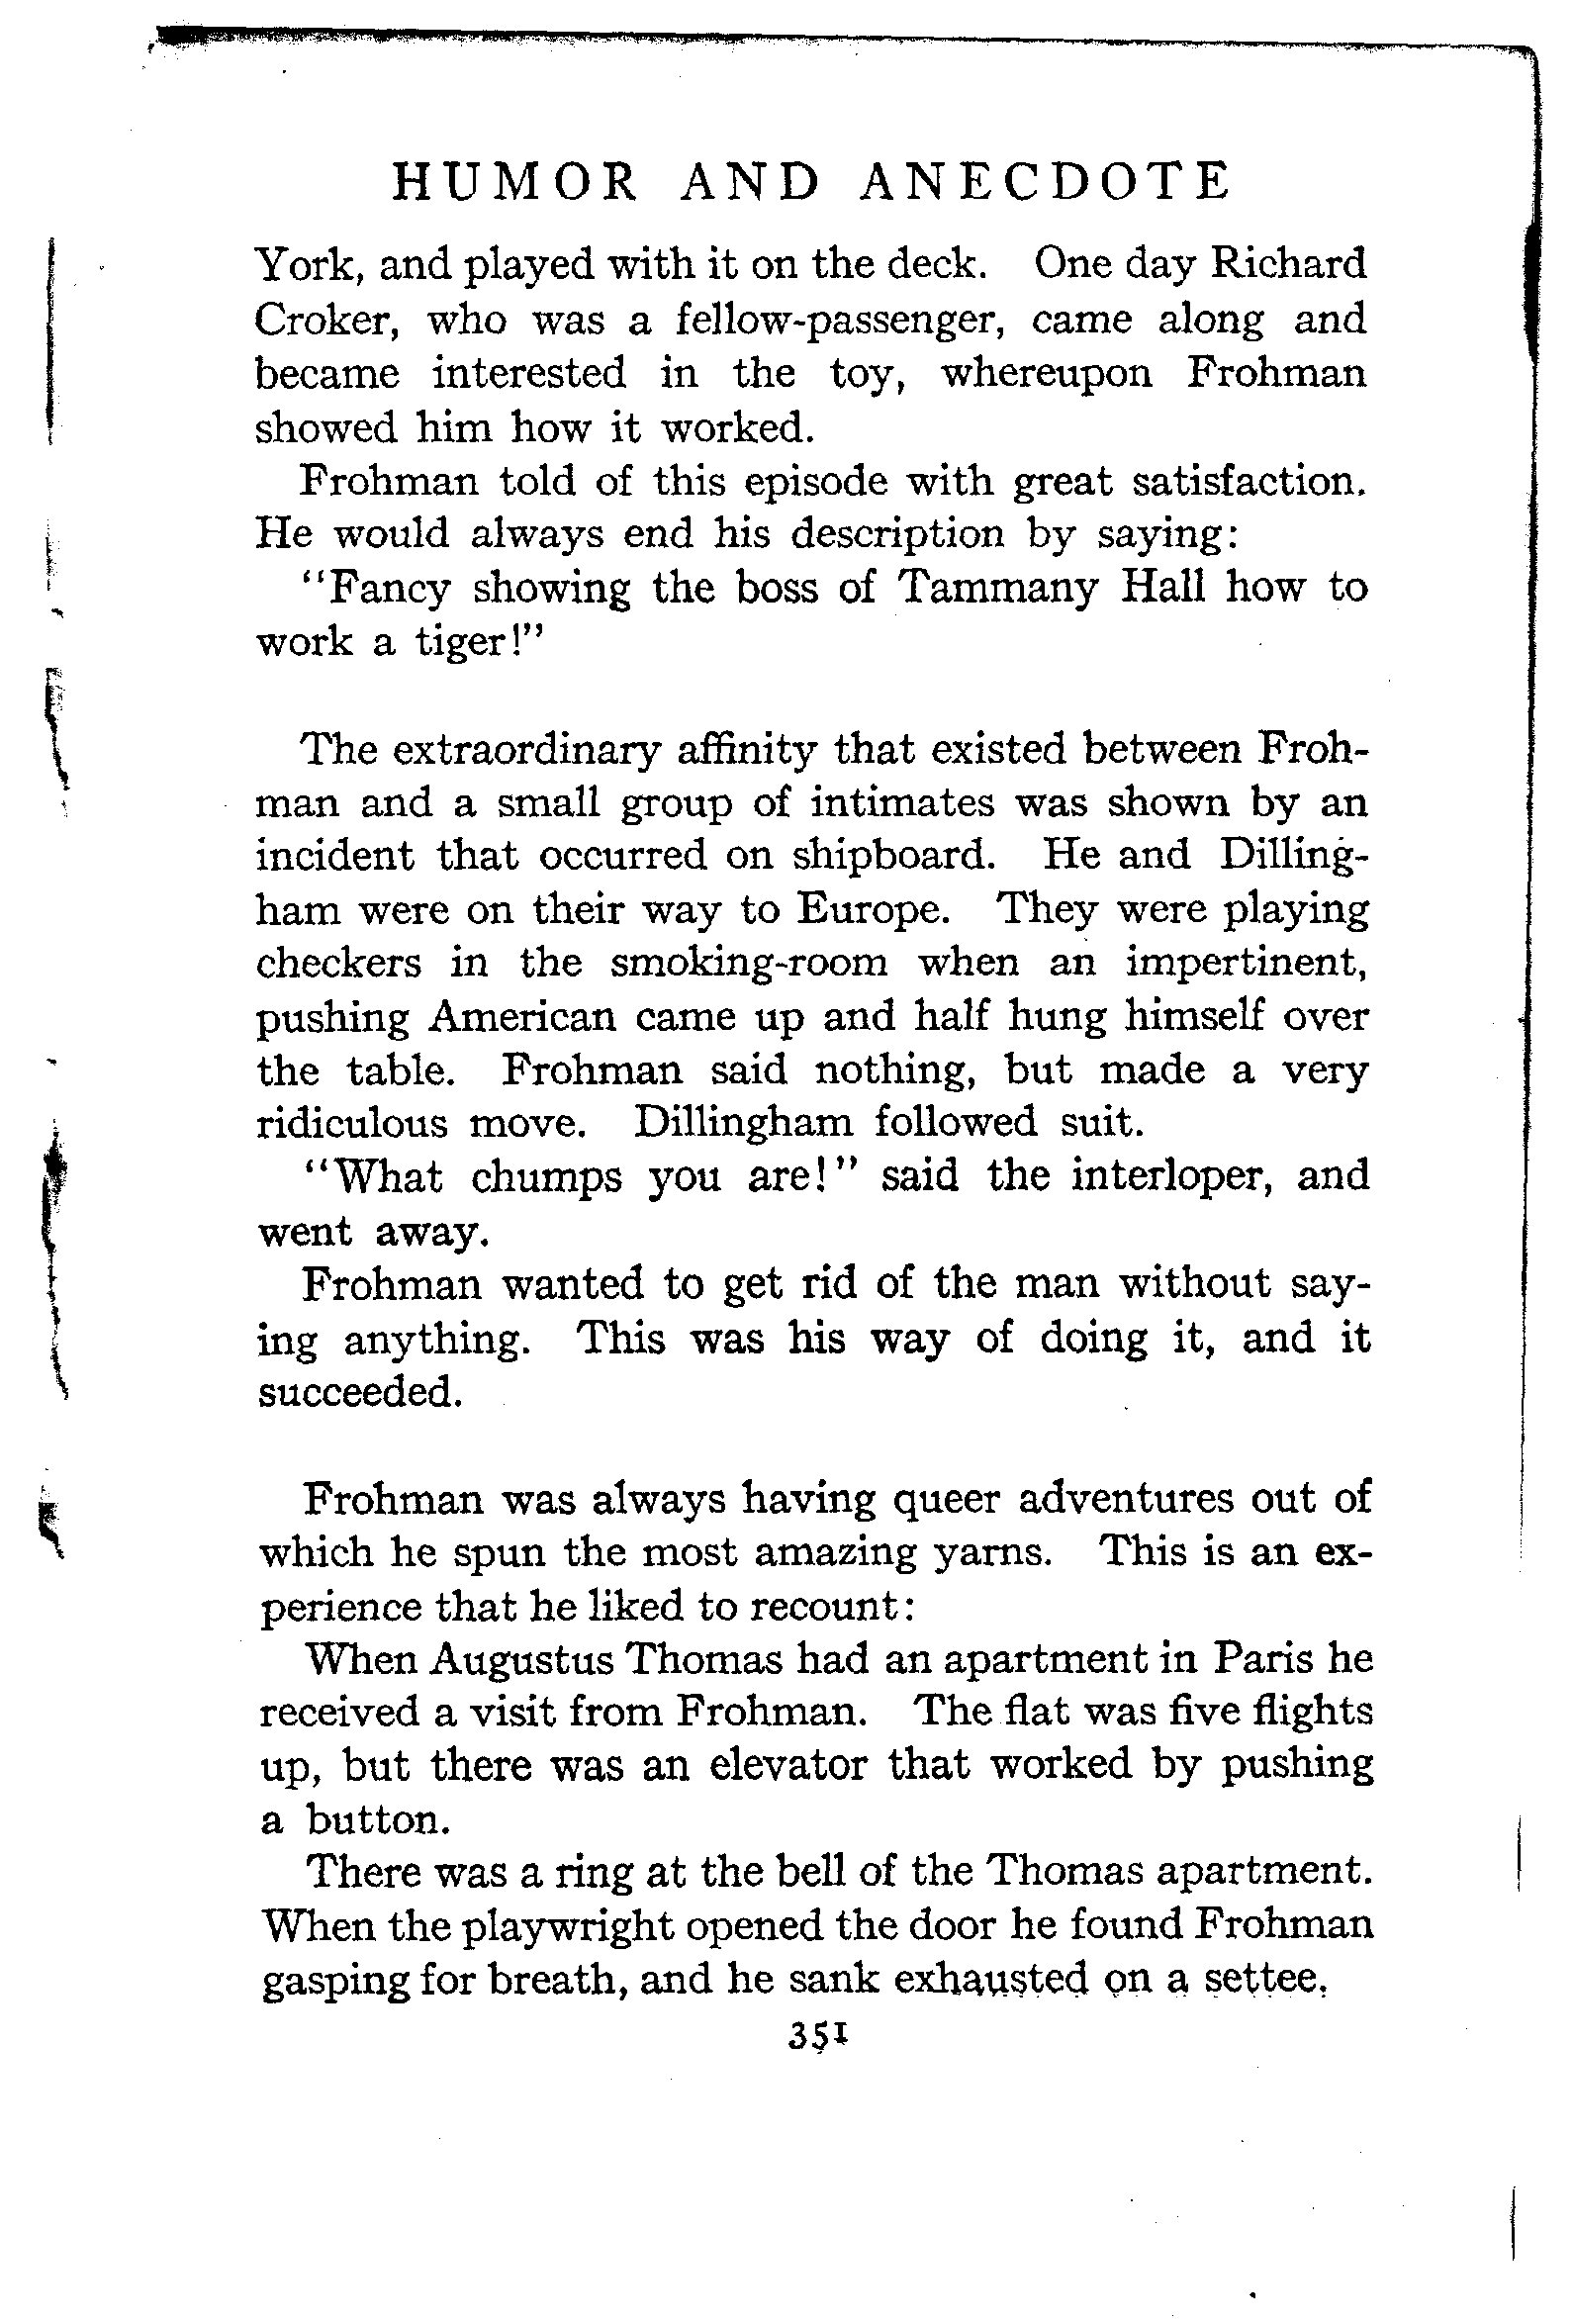 HUMOR AND ANECDOTE
York, and played with it on the deck. One day Richard
Croker, who was a fellow-passenger, came along and
became interested in the toy, whereupon Frohman
showed him how it worked.
Frohman told of this episode with great satisfaction.
He would always end his description by saying:
"Fancy showing the boss of Tammany Hall how to
work a tiger!"
The extraordinary affinity that existed between Froh-
man and a small group of intimates was shown by an
incident that occurred on shipboard. He and Dilling-
ham were on their way to Europe. They were playing
checkers in the smoking-room when an impertinent,
pushing American came up and half hung himself over
the table. Frohman said nothing, but made a very
ridiculous move. Dillingham followed suit.
"What chumps you are!" said the interloper, and
went away.
Frohman wanted to get rid of the man without say-
ing anything. This was his way of doing it, and it
succeeded.
Frohman was always having queer adventures out of
which he spun the most amazing yarns. This is an ex-
perience that he liked to recount:
When Augustus Thomas had an apartment in Paris he
received a visit from Frohman. The flat was five flights
up, but there was an elevator that worked by pushing
a button.
There was a ring at the bell of the Thomas apartment.
When the playwright opened the door he found Frohman
gasping for breath, and he sank exhausted on a settee.
351